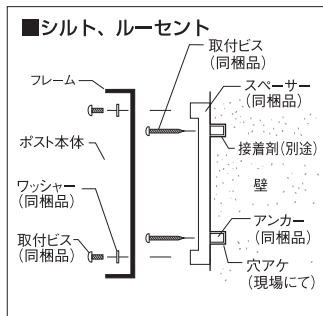 ■シルト、ルーセント
取付ビス
(同梱品)
フレーム
スペーサー
(同梱品)
ポスト本体
接着剤(別途)
壁
ワッシャー
(同梱品)
アンカー
(同梱品)
取付ビス
(同梱品)
穴アケ
(現場にて)